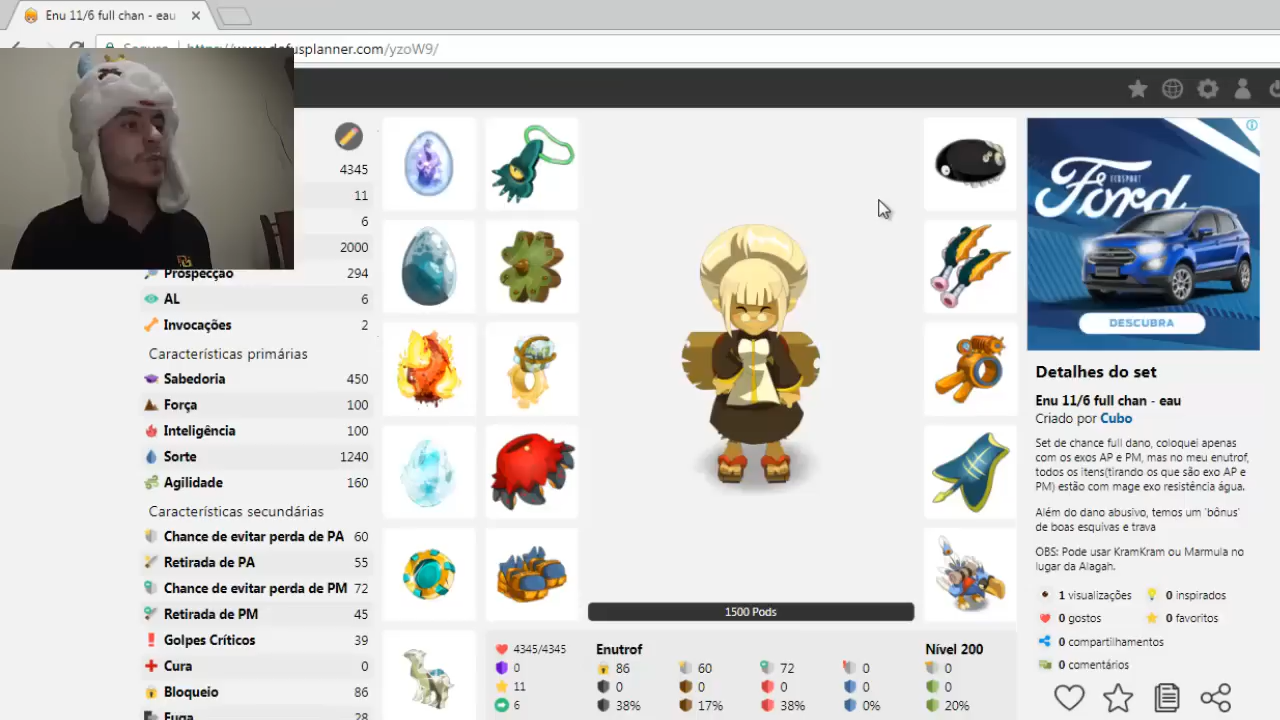 Enu 11/6 full chan - eau
Seguro
dofusplanner.com/yzoW9/
4345
11
6
2000
Prospecção 294
AL 6
Invocações 2
Características primárias
Sabedoria 450
Força 100
Inteligência 100
Sorte 1240
Agilidade 160
Características secundárias
Chance de evitar perda de PA 60
Retirada de PA 55
Chance de evitar perda de PM 72
Retirada de PM 45
Golpes Críticos 39
Cura 0
Bloqueio 86
Fuga 28
1500 Pods
4345/4345
0
11
6
Enutrof Nível 200
86 60 72 0 0
0 0 0 0 0
38% 17% 38% 0% 20%
Ford
ECOSPORT
DESCUBRA
Detalhes do set
Enu 11/6 full chan - eau
Criado por Cubo
Set de chance full dano, coloquei apenas
com os exos AP e PM, mas no meu enutrof,
todos os itens(tirando os que são exo AP e
PM) estão com mage exo resistência água.
Além do dano abusivo, temos um 'bônus'
de boas esquivas e trava
OBS: Pode usar KramKram ou Marmula no
lugar da Alagah.
1 visualizações 0 inspirados
0 gostos 0 favoritos
0 compartilhamentos
0 comentários